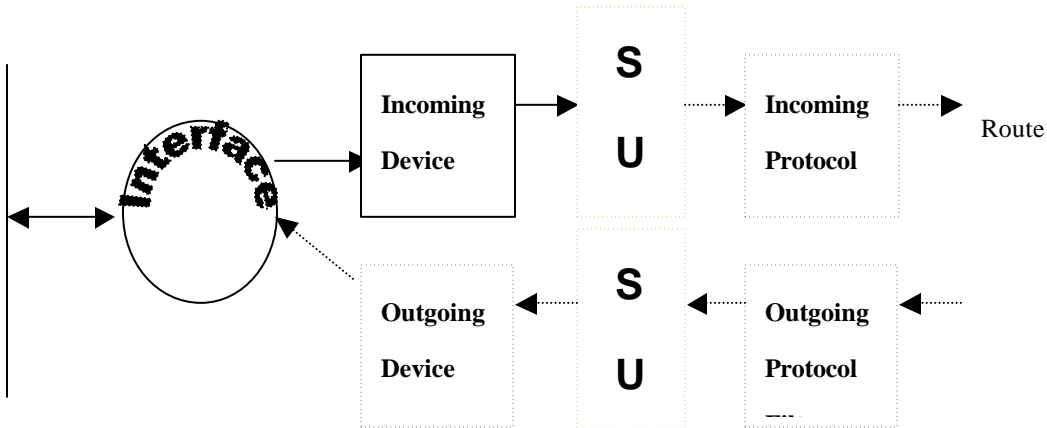 Interface
Incoming
Device
S
U
Incoming
Protocol
Route
Outgoing
Device
S
U
Outgoing
Protocol